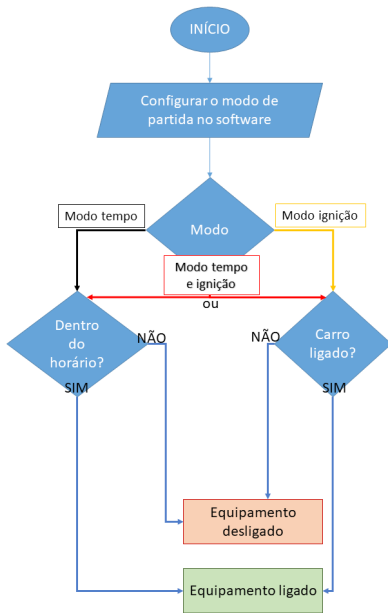 INÍCIO
Configurar o modo de
partida no software
Modo tempo
Modo ignição
Modo
Modo tempo
e ignição
ou
Dentro
do
horário?
NÃO
NÃO
Carro
ligado?
SIM
SIM
Equipamento
desligado
Equipamento ligado